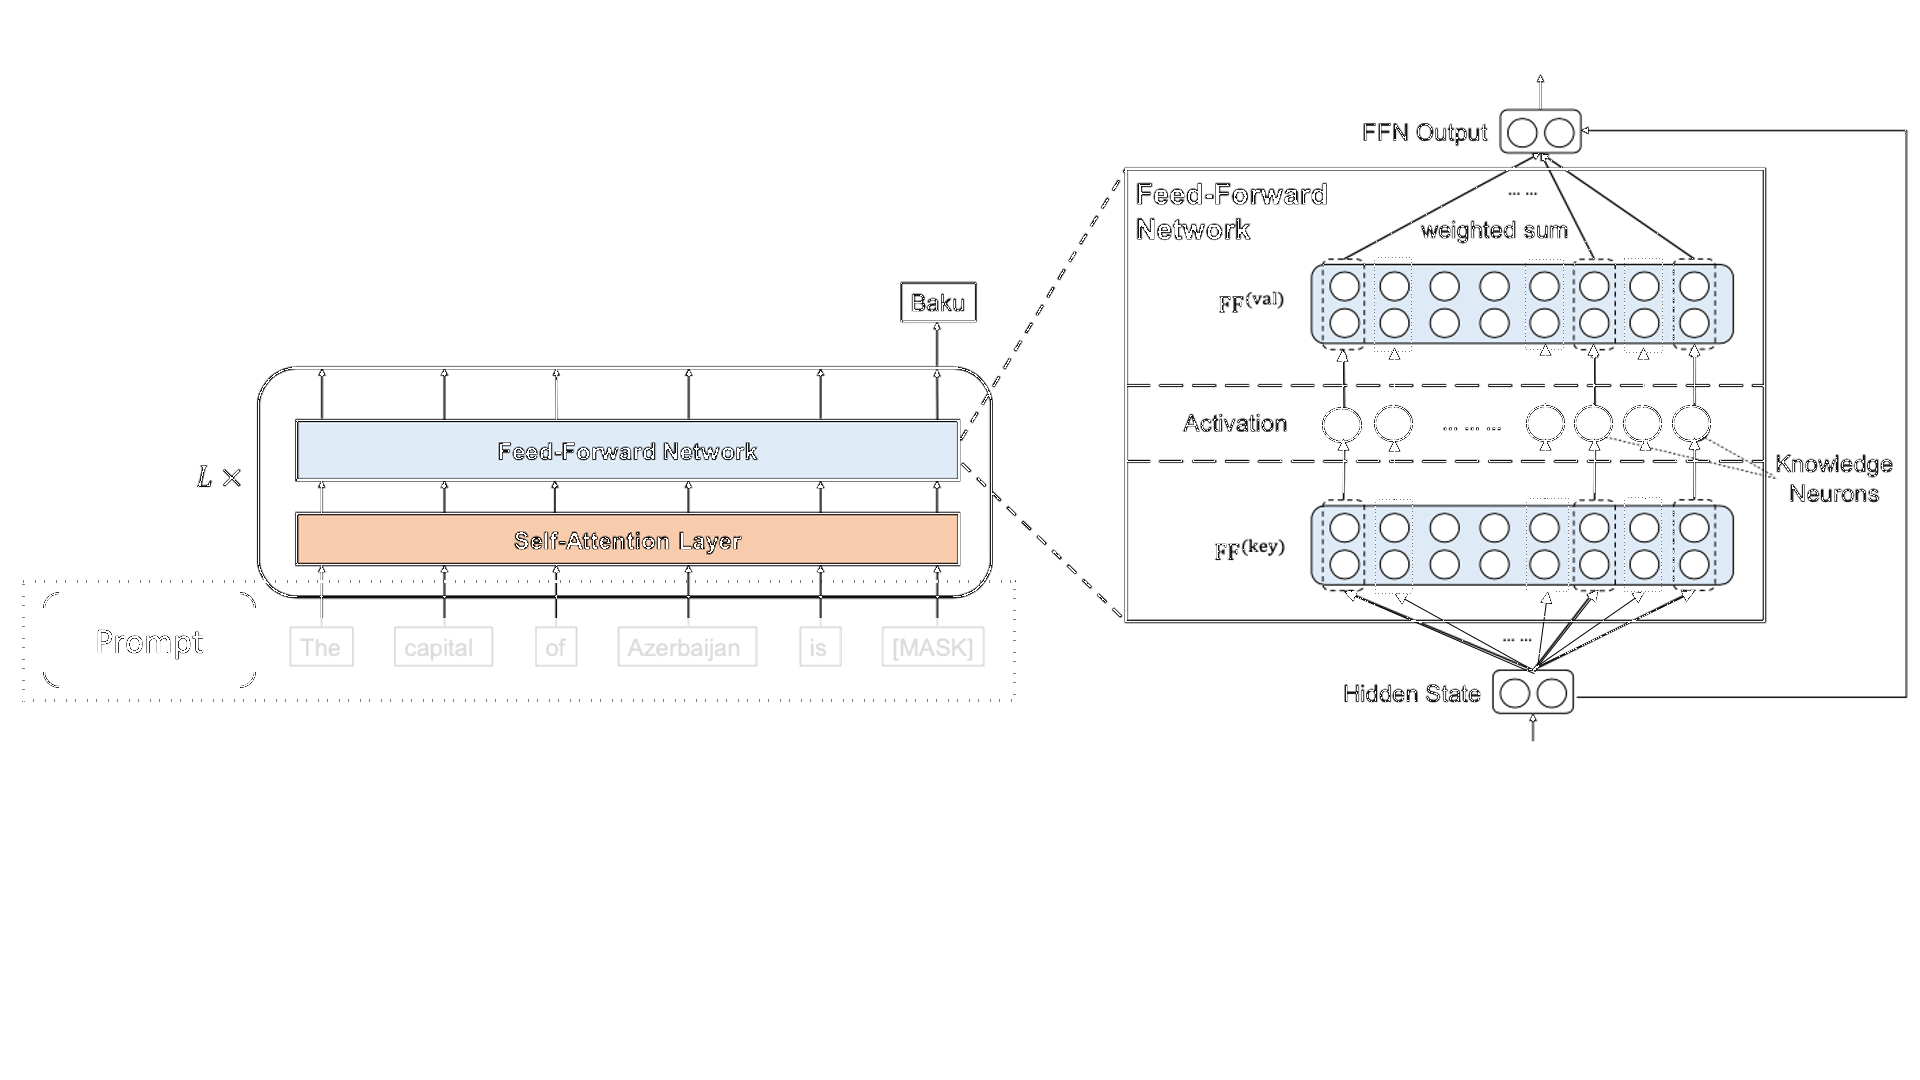 Baku
Feed-Forward Network
L ×
Self-Attention Layer
Prompt
The capital of Azerbaijan is [MASK]
FFN Output
Feed-Forward
Network
... ...
weighted sum
FF(val)
Activation
... ... ...
Knowledge
Neurons
FF(key)
... ...
Hidden State